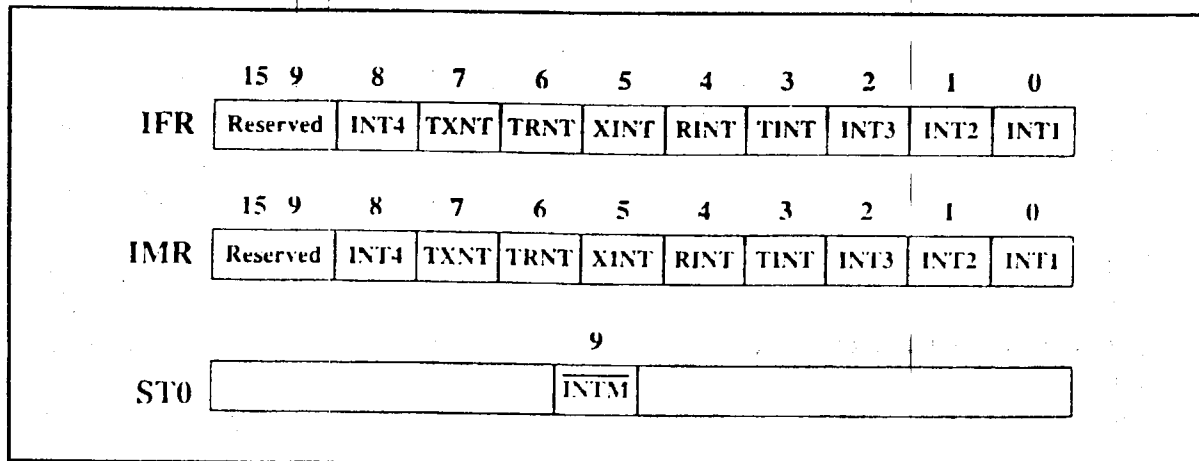 15 9 8 7 6 5 4 3 2 1 0
IFR Reserved INT4 TXNT TRNT XINT RINT TINT INT3 INT2 INT1
15 9 8 7 6 5 4 3 2 1 0
IMR Reserved INT4 TXNT TRNT XINT RINT TINT INT3 INT2 INT1
9
ST0 INTM